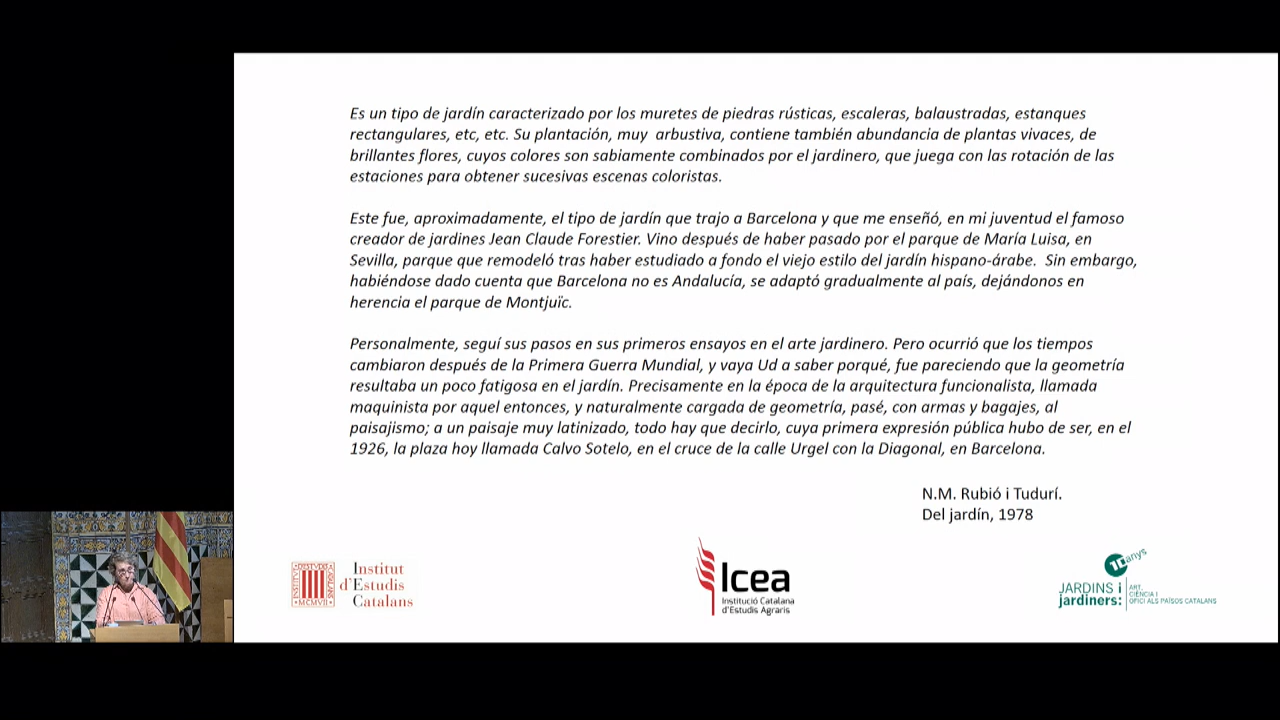 Es un tipo de jardín caracterizado por los muretes de piedras rústicas, escaleras, balaustradas, estanques
rectangulares, etc, etc. Su plantación, muy arbustiva, contiene también abundancia de plantas vivaces, de
brillantes flores, cuyos colores son sabiamente combinados por el jardinero, que juega con las rotación de las
estaciones para obtener sucesivas escenas coloristas.
Este fue, aproximadamente, el tipo de jardín que trajo a Barcelona y que me enseñó, en mi juventud el famoso
creador de jardines Jean Claude Forestier. Vino después de haber pasado por el parque de María Luisa, en
Sevilla, parque que remodeló tras haber estudiado a fondo el viejo estilo del jardín hispano-árabe. Sin embargo,
habiéndose dado cuenta que Barcelona no es Andalucía, se adaptó gradualmente al país, dejándonos en
herencia el parque de Montjuïc.
Personalmente, seguí sus pasos en sus primeros ensayos en el arte jardinero. Pero ocurrió que los tiempos
cambiaron después de la Primera Guerra Mundial, y vaya Ud a saber porqué, fue pareciendo que la geometría
resultaba un poco fatigosa en el jardín. Precisamente en la época de la arquitectura funcionalista, llamada
maquinista por aquel entonces, y naturalmente cargada de geometría, pasé, con armas y bagajes, al
paisajismo; a un paisaje muy latinizado, todo hay que decirlo, cuya primera expresión pública hubo de ser, en el
1926, la plaza hoy llamada Calvo Sotelo, en el cruce de la calle Urgel con la Diagonal, en Barcelona.
N.M. Rubió i Tudurí.
Del jardín, 1978
Institut
d'Estudis
Catalans
MCMVII
Icea
Institució Catalana
d'Estudis Agraris
10 anys
JARDINS i
jardiners:
ART,
CIÈNCIA I
OFICI ALS PAÏSOS CATALANS